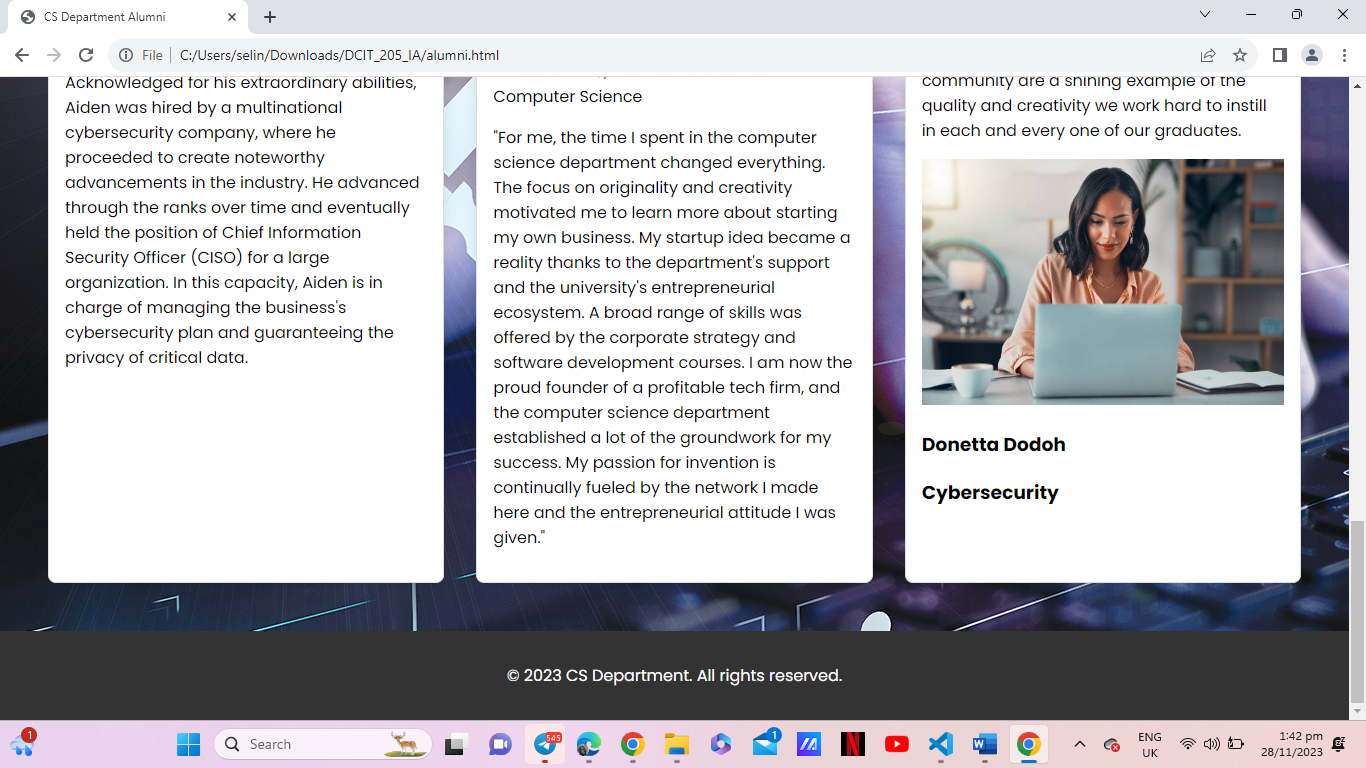 CS Department Alumni
File
C:/Users/selin/Downloads/DCIT_205_IA/alumni.html
Acknowledged for his extraordinary abilities,
Aiden was hired by a multinational
cybersecurity company, where he
proceeded to create noteworthy
advancements in the industry. He advanced
through the ranks over time and eventually
held the position of Chief Information
Security Officer (CISO) for a large
organization. In this capacity, Aiden is in
charge of managing the business's
cybersecurity plan and guaranteeing the
privacy of critical data.
Computer Science
"For me, the time I spent in the computer
science department changed everything.
The focus on originality and creativity
motivated me to learn more about starting
my own business. My startup idea became a
reality thanks to the department's support
and the university's entrepreneurial
ecosystem. A broad range of skills was
offered by the corporate strategy and
software development courses. I am now the
proud founder of a profitable tech firm, and
the computer science department
established a lot of the groundwork for my
success. My passion for invention is
continually fueled by the network I made
here and the entrepreneurial attitude I was
given."
community are a shining example of the
quality and creativity we work hard to instill
in each and every one of our graduates.
Donetta Dodoh
Cybersecurity
© 2023 CS Department. All rights reserved.
1
Search
545
1
N
ENG
UK
1:42 pm
28/11/2023